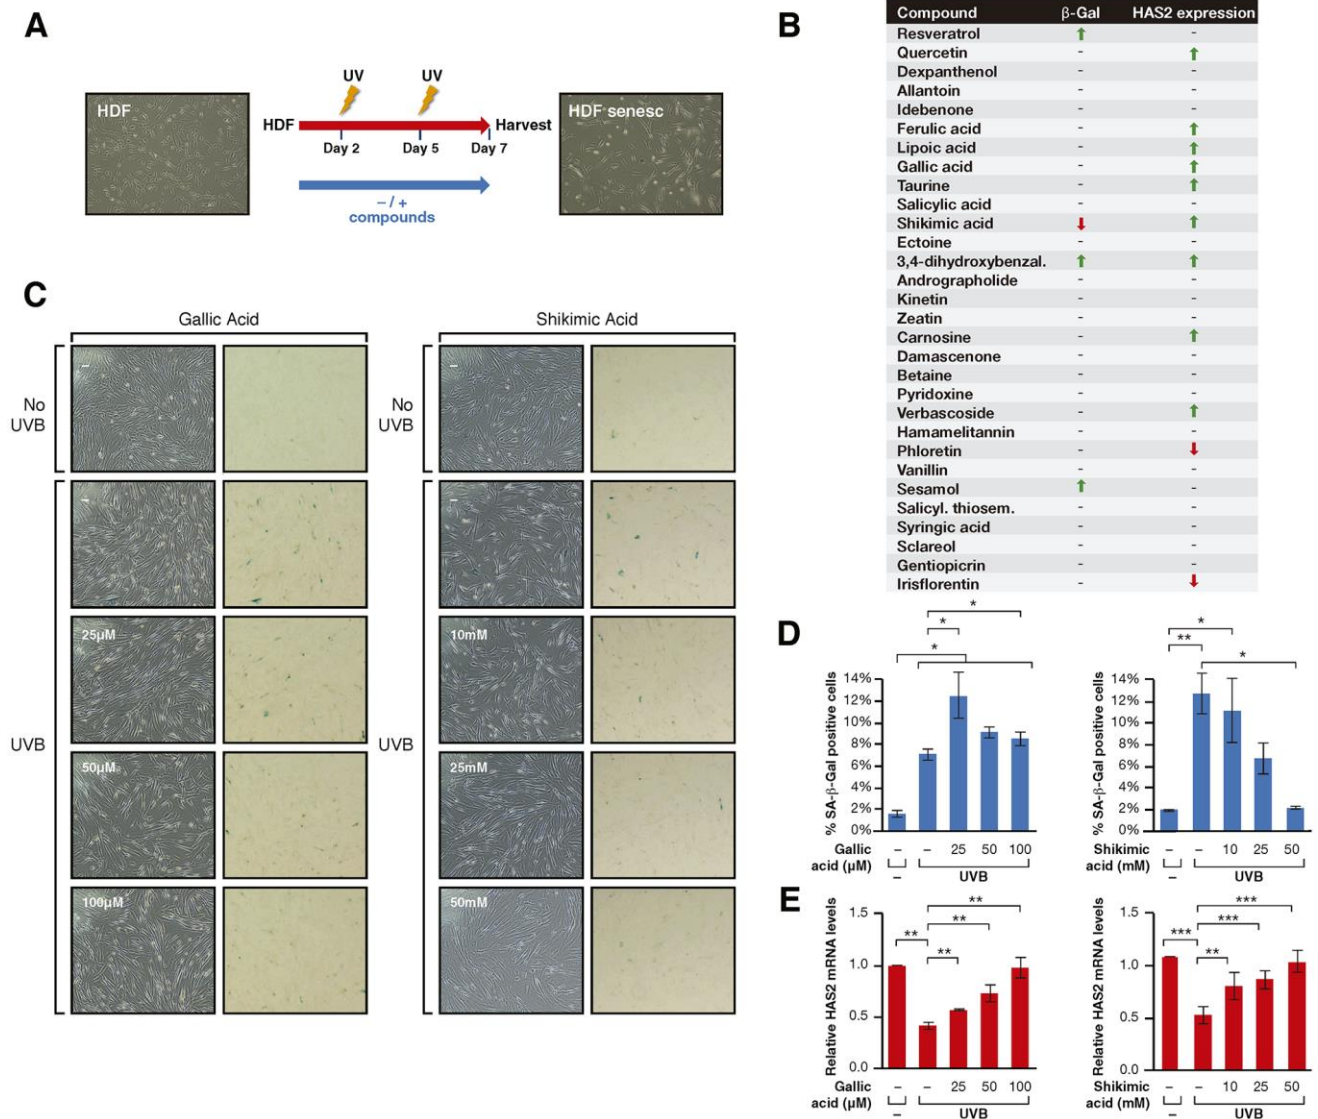 A
HDF
UV UV
HDF Harvest
Day 2 Day 5 Day 7
– / +
compounds
HDF senesc
B
Compound β-Gal HAS2 expression
Resveratrol ⬆ -
Quercetin - ⬆
Dexpanthenol - -
Allantoin - -
Idebenone - -
Ferulic acid - ⬆
Lipoic acid - ⬆
Gallic acid - ⬆
Taurine - ⬆
Salicylic acid - -
Shikimic acid ⬇ ⬆
Ectoine - -
3,4-dihydroxybenzal. ⬆ ⬆
Andrographolide - -
Kinetin - -
Zeatin - -
Carnosine - ⬆
Damascenone - -
Betaine - -
Pyridoxine - -
Verbascoside - ⬆
Hamamelitannin - -
Phloretin - ⬇
Vanillin - -
Sesamol ⬆ -
Salicyl. thiosem. - -
Syringic acid - -
Sclareol - -
Gentiopicrin - -
Irisflorentin - ⬇
C
Gallic Acid
No
UVB
UVB
25µM
50µM
100µM
Shikimic Acid
No
UVB
UVB
10mM
25mM
50mM
D
% SA-β-Gal positive cells
14%
12%
10%
8%
6%
4%
2%
0%
*
*
*
Gallic – – 25 50 100
acid (µM)
– UVB
% SA-β-Gal positive cells
14%
12%
10%
8%
6%
4%
2%
0%
*
**
*
Shikimic – – 10 25 50
acid (mM)
– UVB
E
Relative HAS2 mRNA levels
1.5
1.0
0.5
0.0
**
**
** **
Gallic – – 25 50 100
acid (µM)
– UVB
Relative HAS2 mRNA levels
1.5
1.0
0.5
0.0
***
***
*** **
Shikimic – – 10 25 50
acid (mM)
– UVB